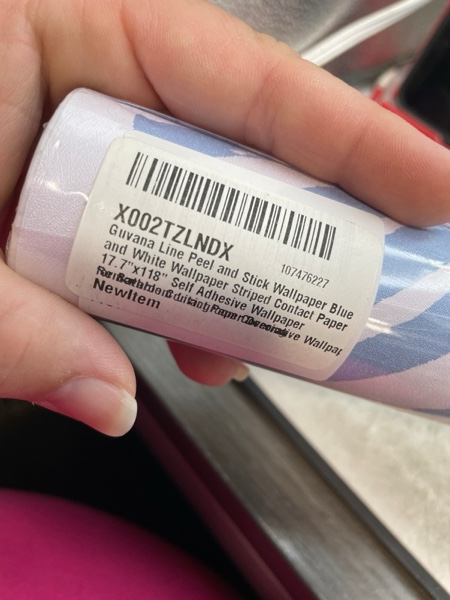 X002TZLNDX
107476227
Guvana Line Peel and Stick Wallpaper Blue
and White Wallpaper Striped Contact Paper
17.7"x118" Self Adhesive Wallpaper
NewItem